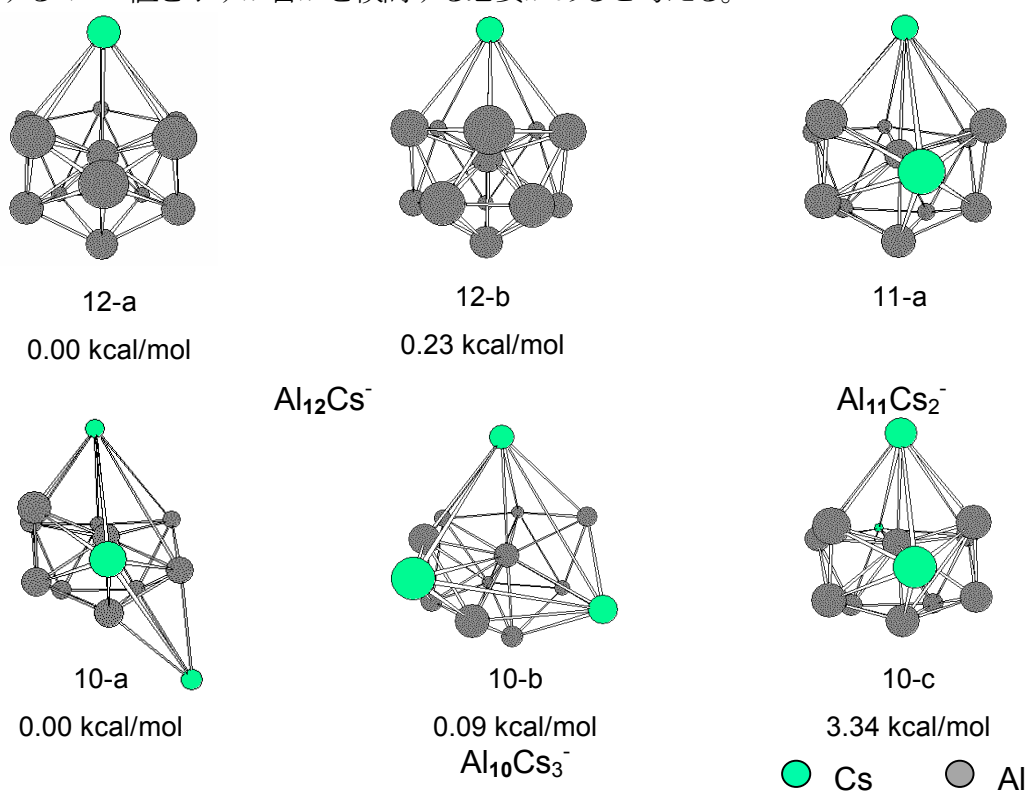 12-a
12-b
11-a
0.00 kcal/mol
0.23 kcal/mol
Al₁₂Cs⁻
Al₁₁Cs₂⁻
10-a
10-b
10-c
0.00 kcal/mol
0.09 kcal/mol
3.34 kcal/mol
Al₁₀Cs₃⁻
Cs
Al